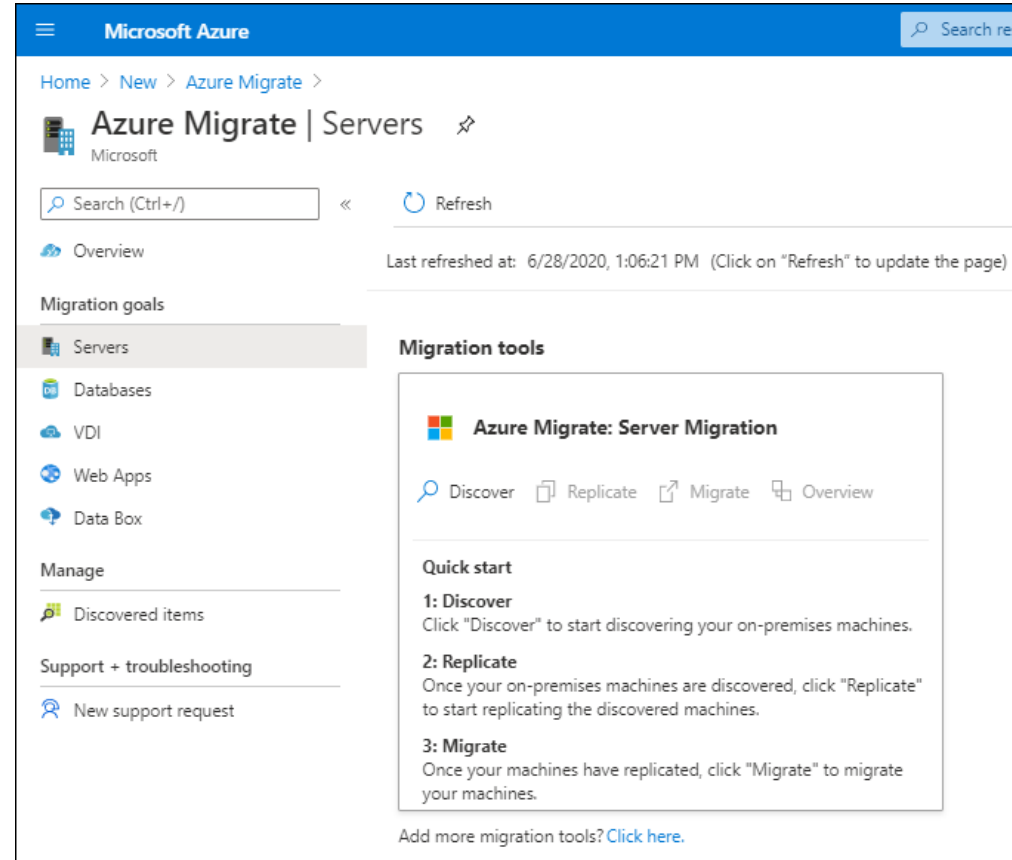 Microsoft Azure
Search re
Home > New > Azure Migrate >
Azure Migrate | Servers
Microsoft
Search (Ctrl+/)
«
Refresh
Overview
Last refreshed at: 6/28/2020, 1:06:21 PM (Click on "Refresh" to update the page)
Migration goals
Servers
Databases
VDI
Web Apps
Data Box
Manage
Discovered items
Support + troubleshooting
New support request
Migration tools
Azure Migrate: Server Migration
Discover Replicate Migrate Overview
Quick start
1: Discover
Click "Discover" to start discovering your on-premises machines.
2: Replicate
Once your on-premises machines are discovered, click "Replicate"
to start replicating the discovered machines.
3: Migrate
Once your machines have replicated, click "Migrate" to migrate
your machines.
Add more migration tools? Click here.